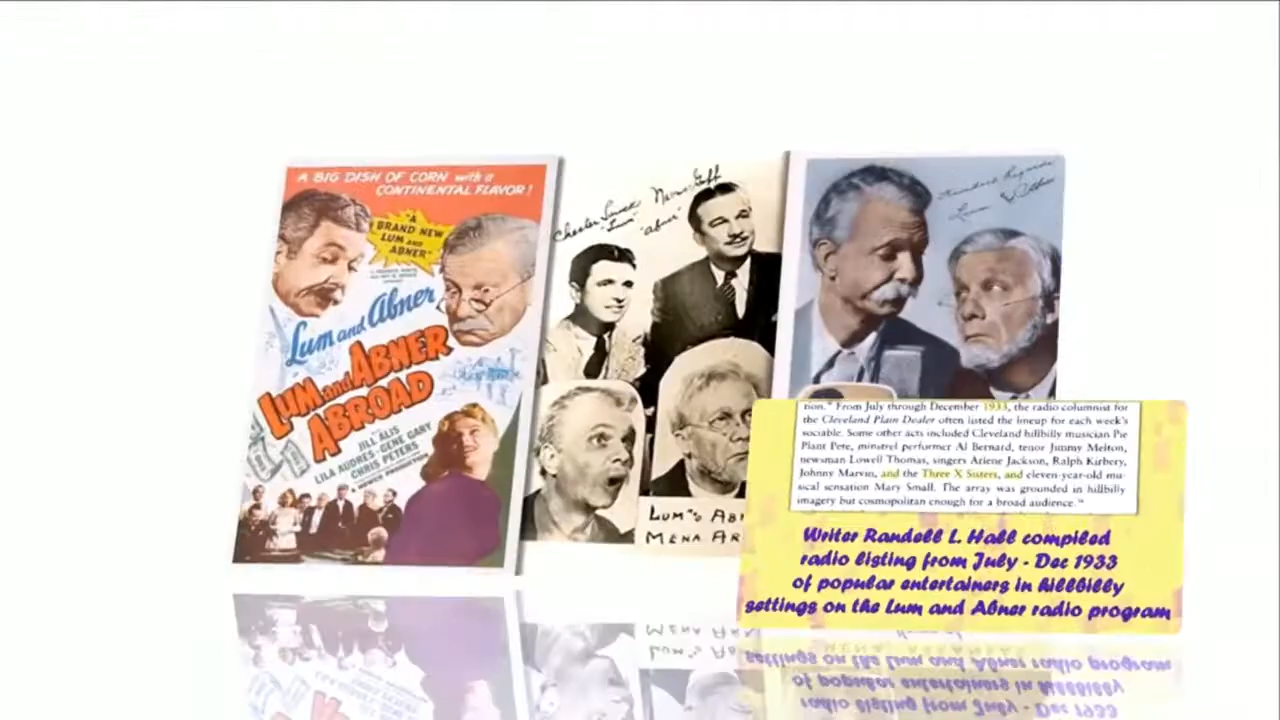 A BIG DISH OF CORN with a
CONTINENTAL FLAVOR!
"A
BRAND NEW
LUM AND
ABNER"
Lum and Abner
LUM and ABNER
ABROAD
JILL ALIS
LILA AUDRES · GENE GARY
CHRIS PETERS
Chester Lauck
"Lum"
Norris Goff
"abner"
LUM "N ABN
MENA AR
tion." From July through December 1933, the radio columnist for
the Cleveland Plain Dealer often listed the lineup for each week's
sociable. Some other acts included Cleveland hillbilly musician Pie
Plant Pete, minstrel performer Al Bernard, tenor Jimmy Melton,
newsman Lowell Thomas, singers Arlene Jackson, Ralph Kirbery,
Johnny Marvin, and the Three X Sisters, and eleven-year-old mu-
sical sensation Mary Small. The array was grounded in hillbilly
imagery but cosmopolitan enough for a broad audience."
Writer Randell L. Hall compiled
radio listing from July - Dec 1933
of popular entertainers in hillbilly
settings on the Lum and Abner radio program